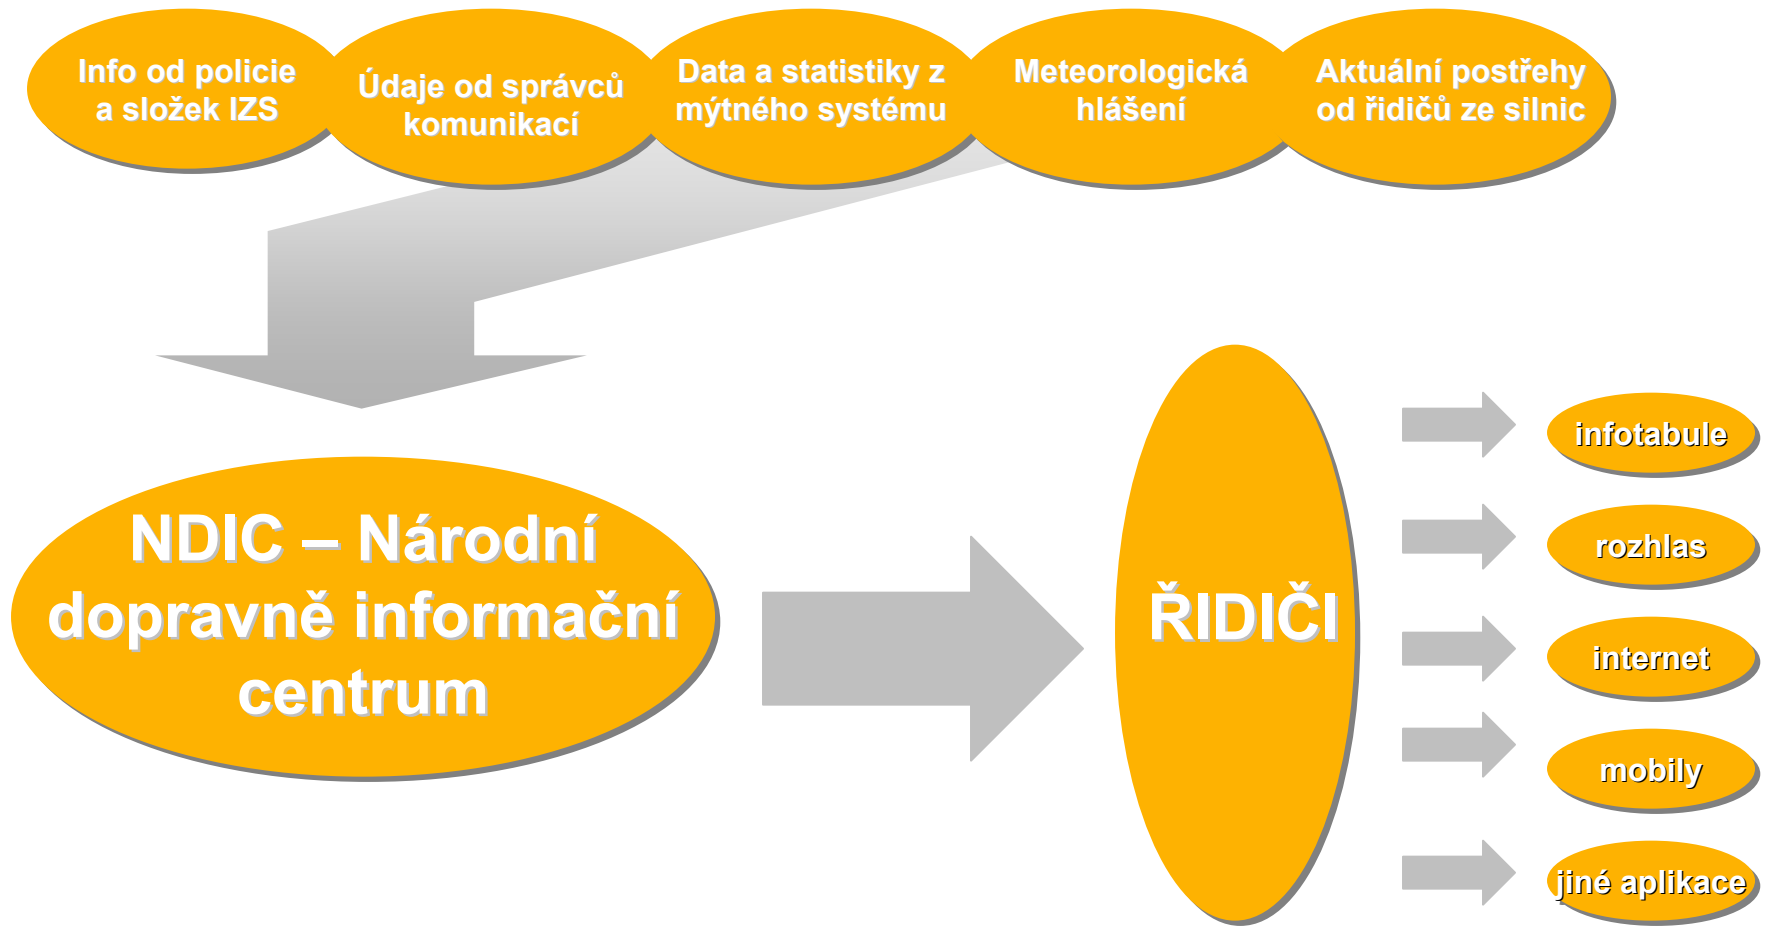 Info od policie
a složek IZS
Údaje od správců
komunikací
Data a statistiky z
mýtného systému
Meteorologická
hlášení
Aktuální postřehy
od řidičů ze silnic
NDIC – Národní
dopravně informační
centrum
ŘIDIČI
infotabule
rozhlas
internet
mobily
jiné aplikace